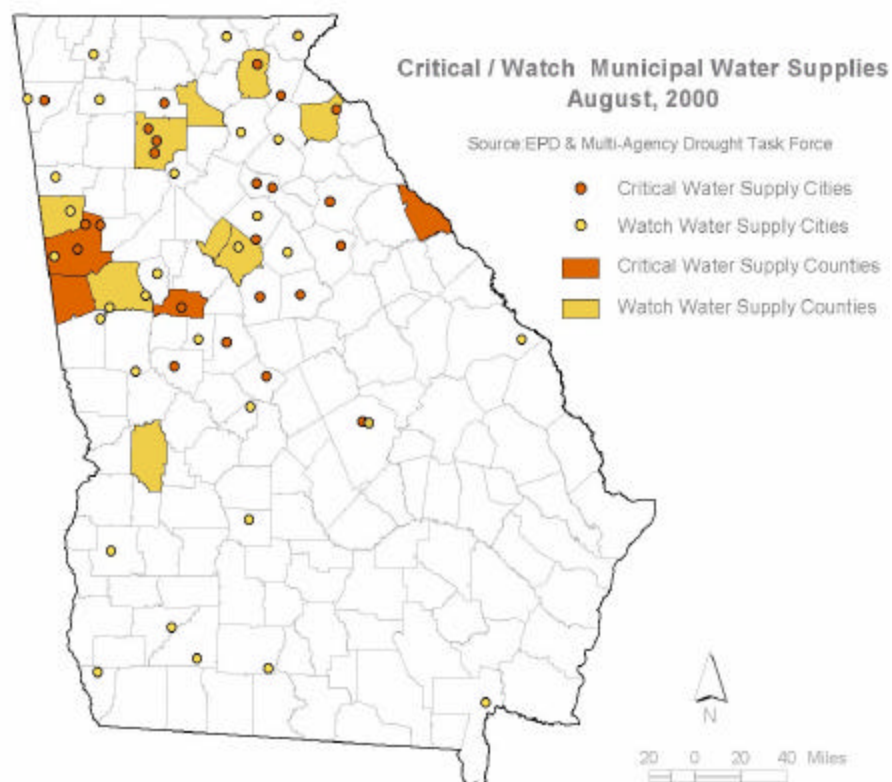 Critical / Watch Municipal Water Supplies
August, 2000
Source:EPD & Multi-Agency Drought Task Force
Critical Water Supply Cities
Watch Water Supply Cities
Critical Water Supply Counties
Watch Water Supply Counties
N
20 0 20 40 Miles